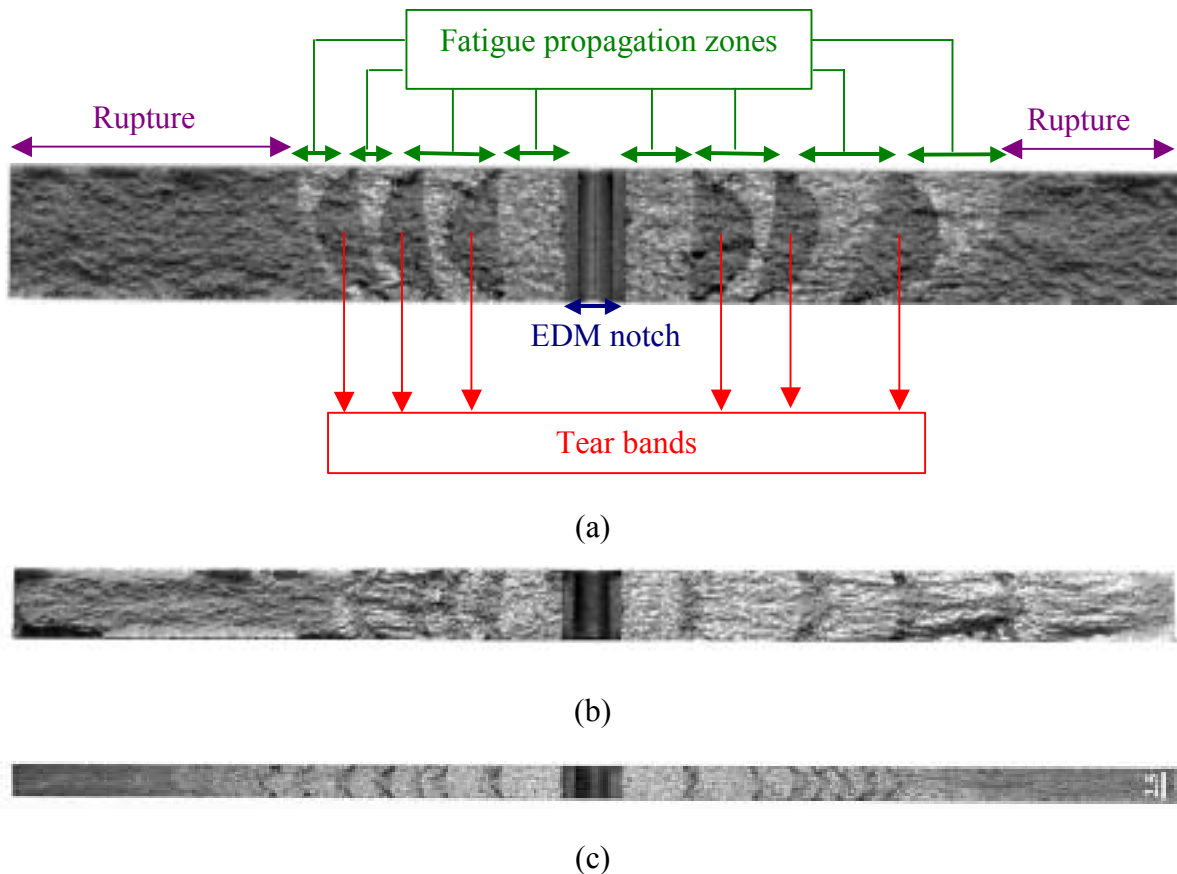 Fatigue propagation zones
Rupture
Rupture
EDM notch
Tear bands
(a)
(b)
(c)